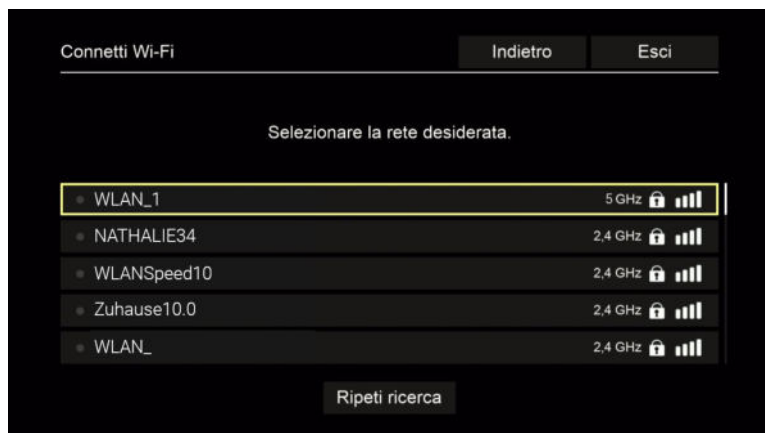 Connetti Wi-Fi Indietro Esci
Selezionare la rete desiderata.
WLAN_1 5 GHz
NATHALIE34 2,4 GHz
WLANSpeed10 2,4 GHz
Zuhause10.0 2,4 GHz
WLAN_ 2,4 GHz
Ripeti ricerca